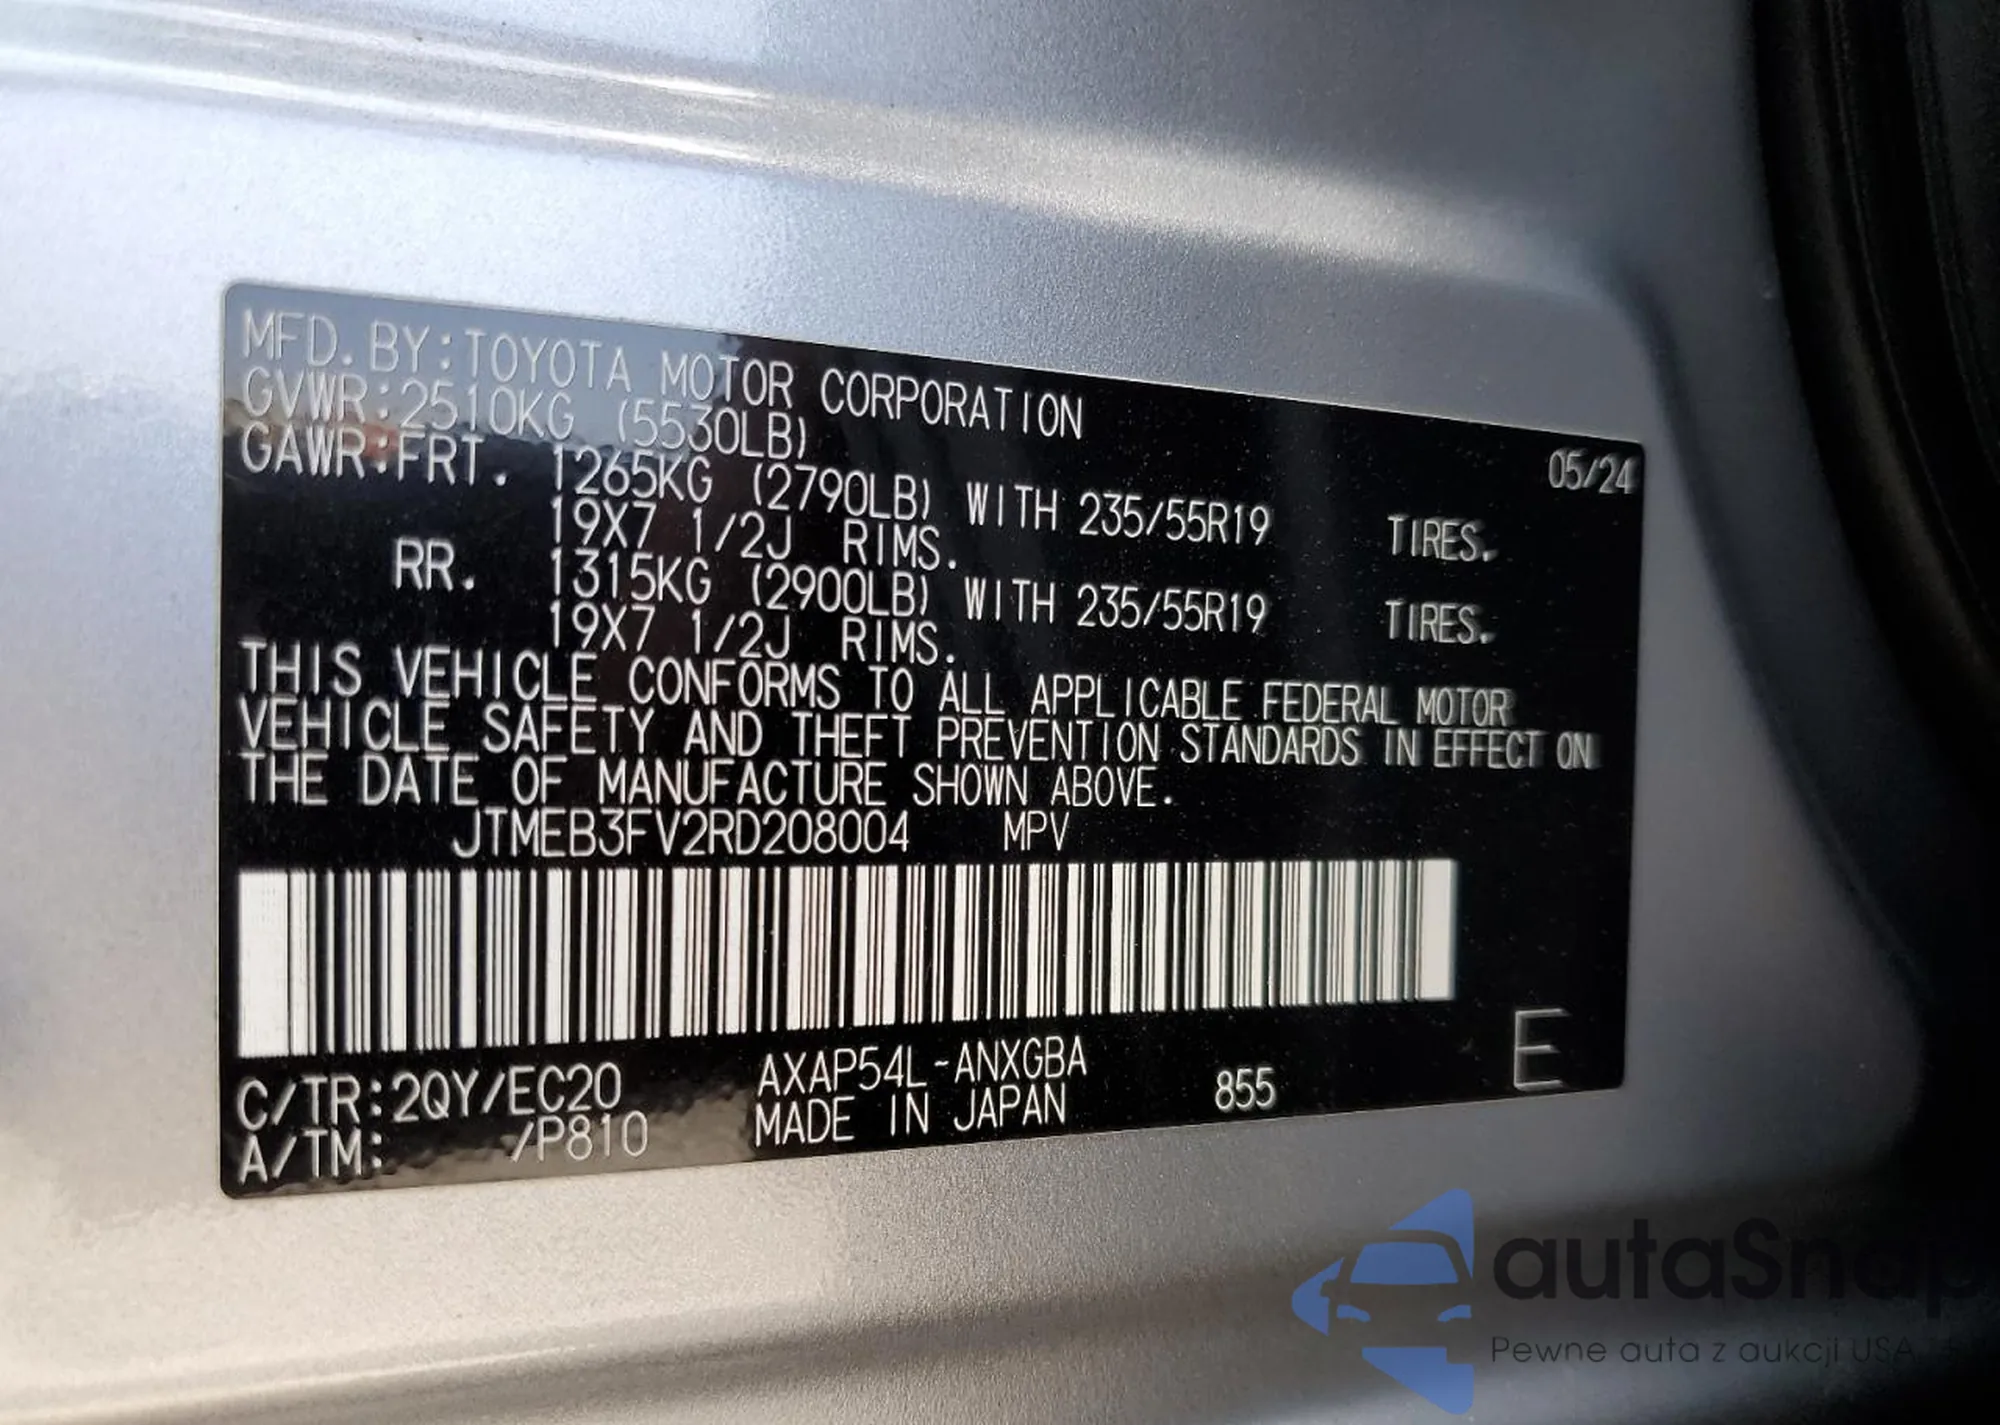 MFD. BY:TOYOTA MOTOR CORPORATION
GVWR:2510KG (5530LB) 05/24
GAWR:FRT. 1265KG (2790LB) WITH 235/55R19 TIRES.
19X7 1/2J RIMS.
RR. 1315KG (2900LB) WITH 235/55R19 TIRES.
19X7 1/2J RIMS.
THIS VEHICLE CONFORMS TO ALL APPLICABLE FEDERAL MOTOR
VEHICLE SAFETY AND THEFT PREVENTION STANDARDS IN EFFECT ON
THE DATE OF MANUFACTURE SHOWN ABOVE.
JTMEB3FV2RD208004 MPV
C/TR:2QY/EC20 AXAP54L-ANXGBA 855 E
A/TM: /P810 MADE IN JAPAN
autaSnap
Pewne auta z aukcji USA